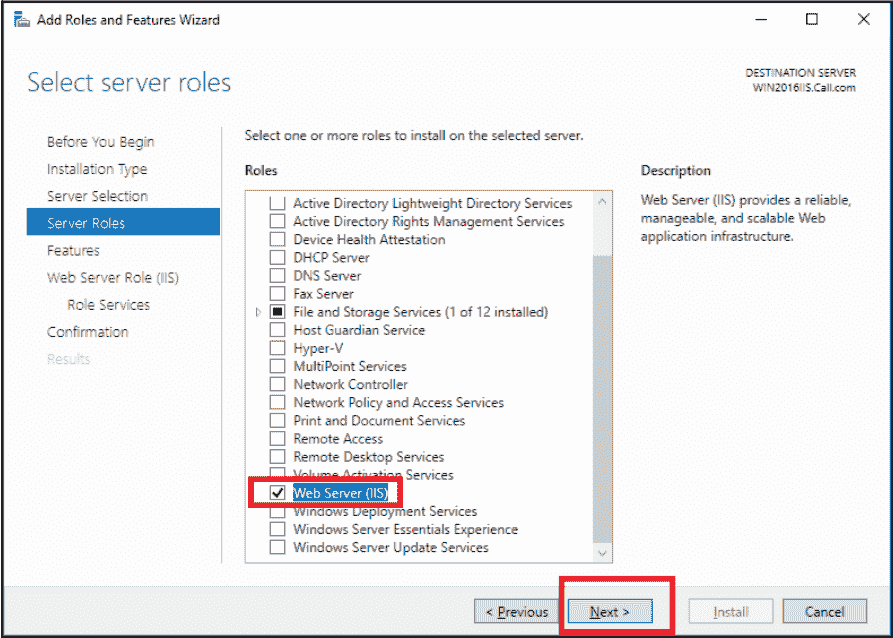 Add Roles and Features Wizard
Select server roles
DESTINATION SERVER
WIN2016IIS.Call.com
Before You Begin
Installation Type
Server Selection
Server Roles
Features
Web Server Role (IIS)
Role Services
Confirmation
Results
Select one or more roles to install on the selected server.
Roles
Active Directory Lightweight Directory Services
Active Directory Rights Management Services
Device Health Attestation
DHCP Server
DNS Server
Fax Server
File and Storage Services (1 of 12 installed)
Host Guardian Service
Hyper-V
MultiPoint Services
Network Controller
Network Policy and Access Services
Print and Document Services
Remote Access
Remote Desktop Services
Volume Activation Services
Web Server (IIS)
Windows Deployment Services
Windows Server Essentials Experience
Windows Server Update Services
Description
Web Server (IIS) provides a reliable,
manageable, and scalable Web
application infrastructure.
< Previous
Next >
Install
Cancel